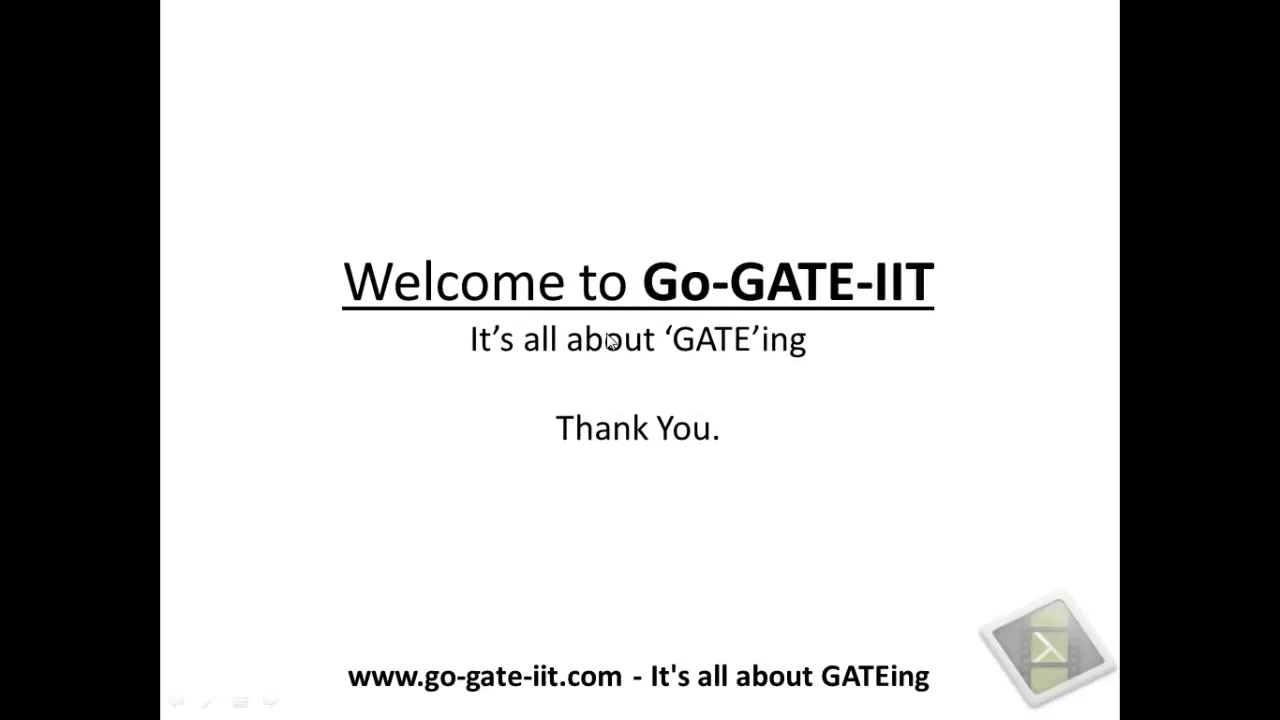 Welcome to Go-GATE-IIT
It’s all about ‘GATE’ing
Thank You.
www.go-gate-iit.com - It's all about GATEing